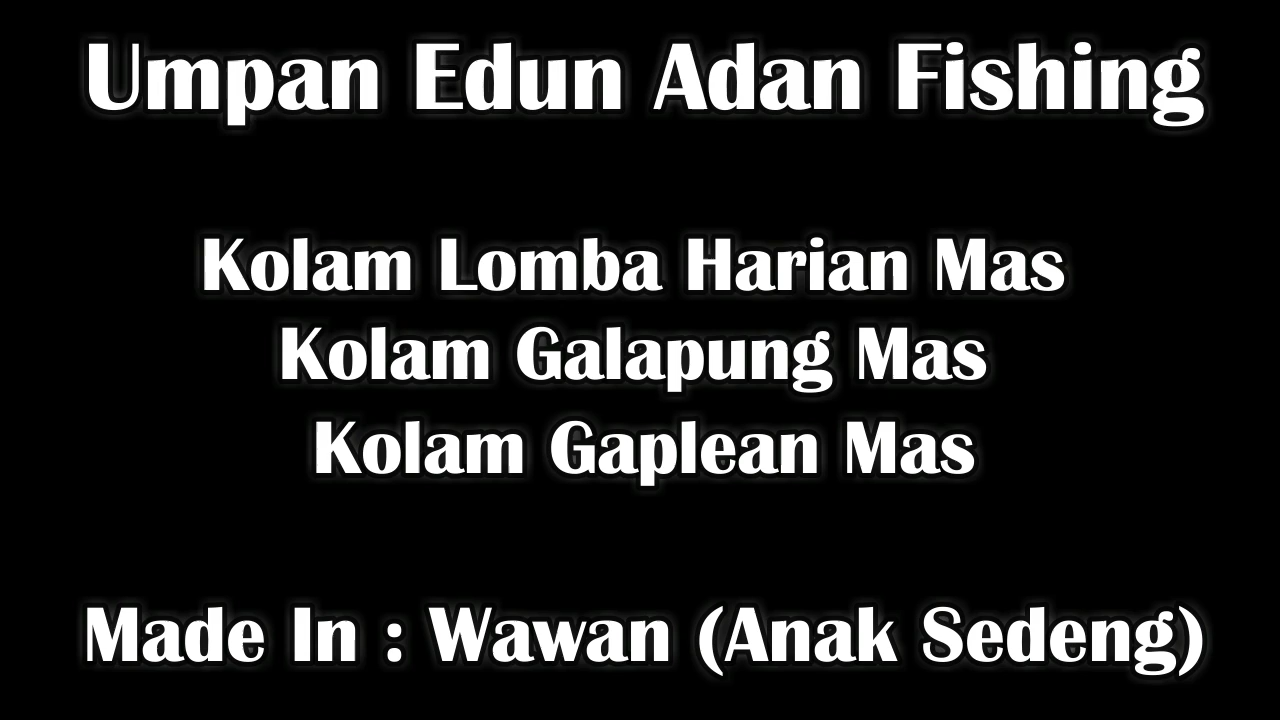 Umpan Edun Adan Fishing
Kolam Lomba Harian Mas
Kolam Galapung Mas
Kolam Gaplean Mas
Made In : Wawan (Anak Sedeng)